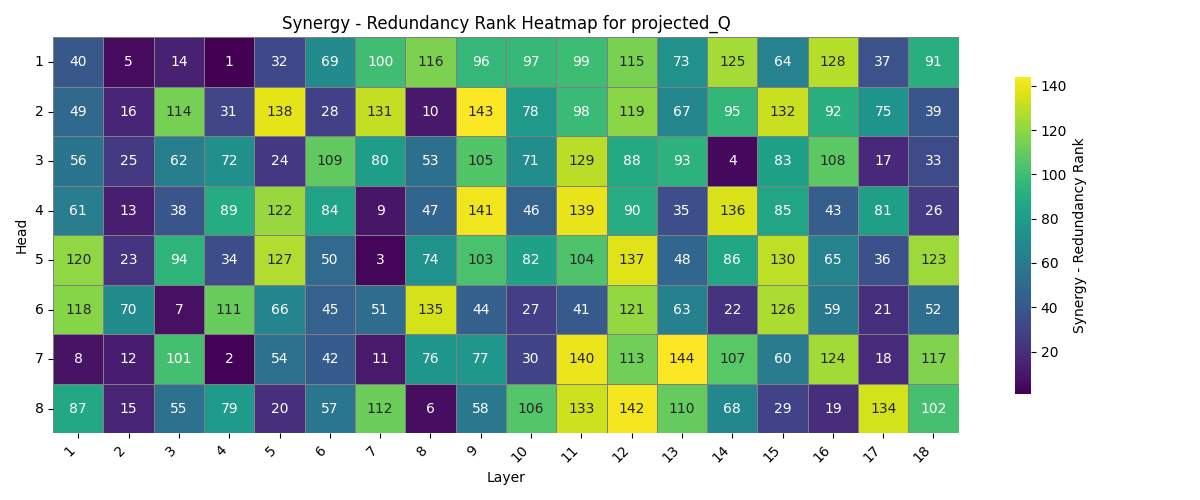 Synergy - Redundancy Rank Heatmap for projected_Q
1 40 5 14 1 32 69 100 116 96 97 99 115 73 125 64 128 37 91
2 49 16 114 31 138 28 131 10 143 78 98 119 67 95 132 92 75 39
3 56 25 62 72 24 109 80 53 105 71 129 88 93 4 83 108 17 33
4 61 13 38 89 122 84 9 47 141 46 139 90 35 136 85 43 81 26
5 120 23 94 34 127 50 3 74 103 82 104 137 48 86 130 65 36 123
6 118 70 7 111 66 45 51 135 44 27 41 121 63 22 126 59 21 52
7 8 12 101 2 54 42 11 76 77 30 140 113 144 107 60 124 18 117
8 87 15 55 79 20 57 112 6 58 106 133 142 110 68 29 19 134 102
1 2 3 4 5 6 7 8 9 10 11 12 13 14 15 16 17 18
Layer
Head
140
120
100
80
60
40
20
Synergy - Redundancy Rank